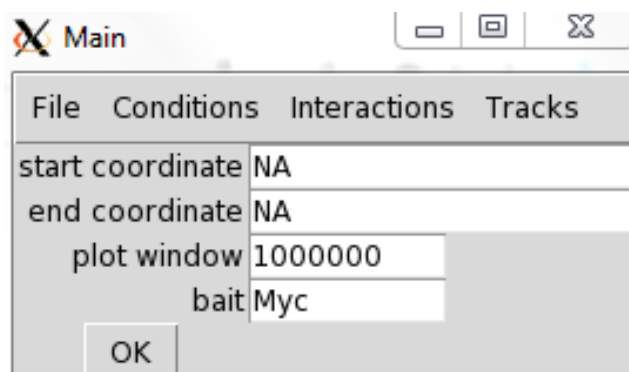 Main
File Conditions Interactions Tracks
start coordinate NA
end coordinate NA
plot window 1000000
bait Myc
OK